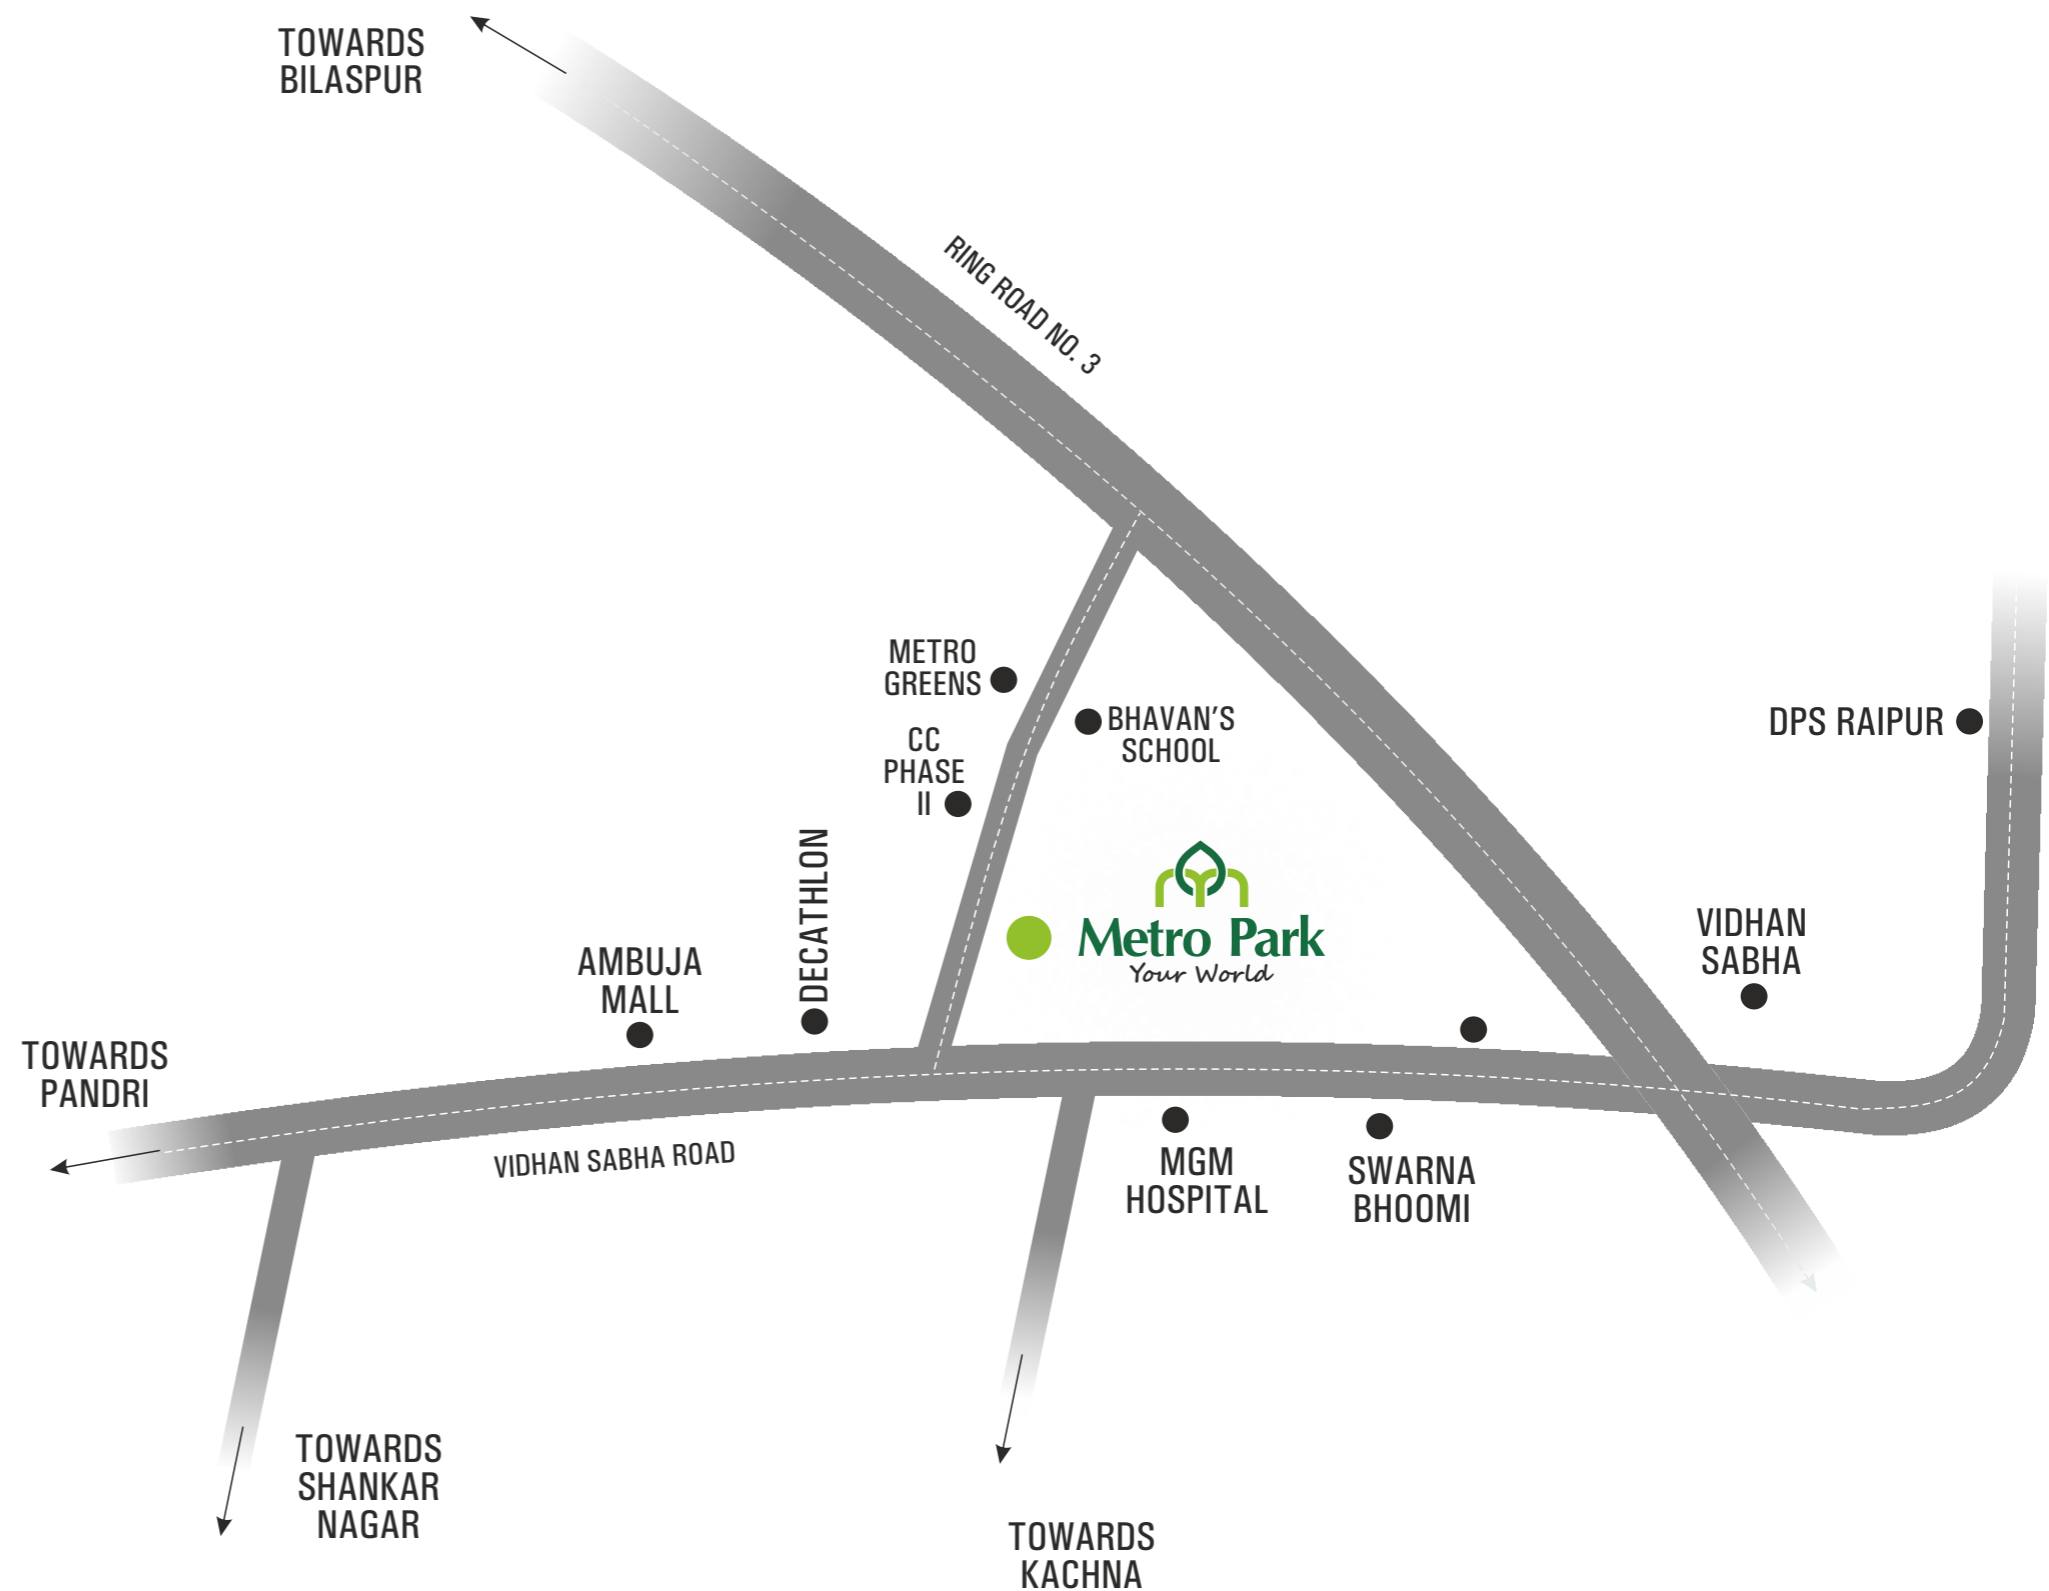 TOWARDS
BILASPUR
RING ROAD NO. 3
METRO
GREENS
BHAVAN'S
SCHOOL
DPS RAIPUR
CC
PHASE
II
DECATHLON
Metro Park
Your World
VIDHAN
SABHA
AMBUJA
MALL
TOWARDS
PANDRI
VIDHAN SABHA ROAD
MGM
HOSPITAL
SWARNA
BHOOMI
TOWARDS
SHANKAR
NAGAR
TOWARDS
KACHNA